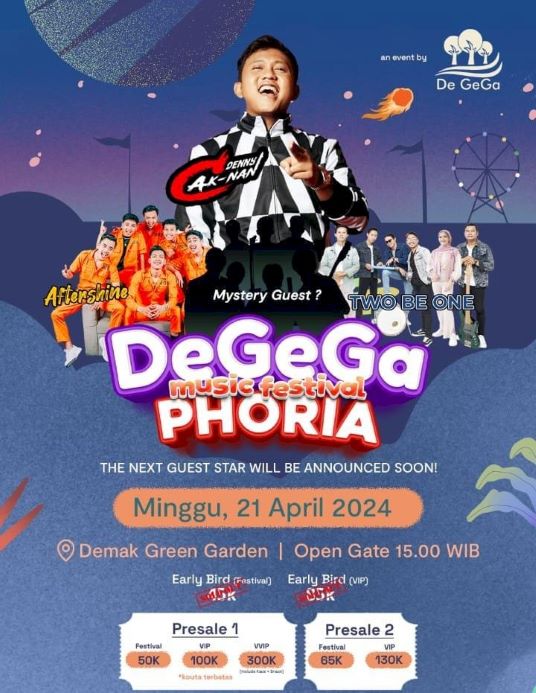 an event by
De GeGa
DENNY
CAK-NAN
Aftershine
Mystery Guest ?
TWO BE ONE
DeGeGa
music festival
PHORIA
THE NEXT GUEST STAR WILL BE ANNOUNCED SOON!
Minggu, 21 April 2024
Demak Green Garden | Open Gate 15.00 WIB
Early Bird (Festival) Early Bird (VIP)
Presale 1
Festival VIP VVIP
50K 100K 300K
*kouta terbatas
Presale 2
Festival VIP
65K 130K